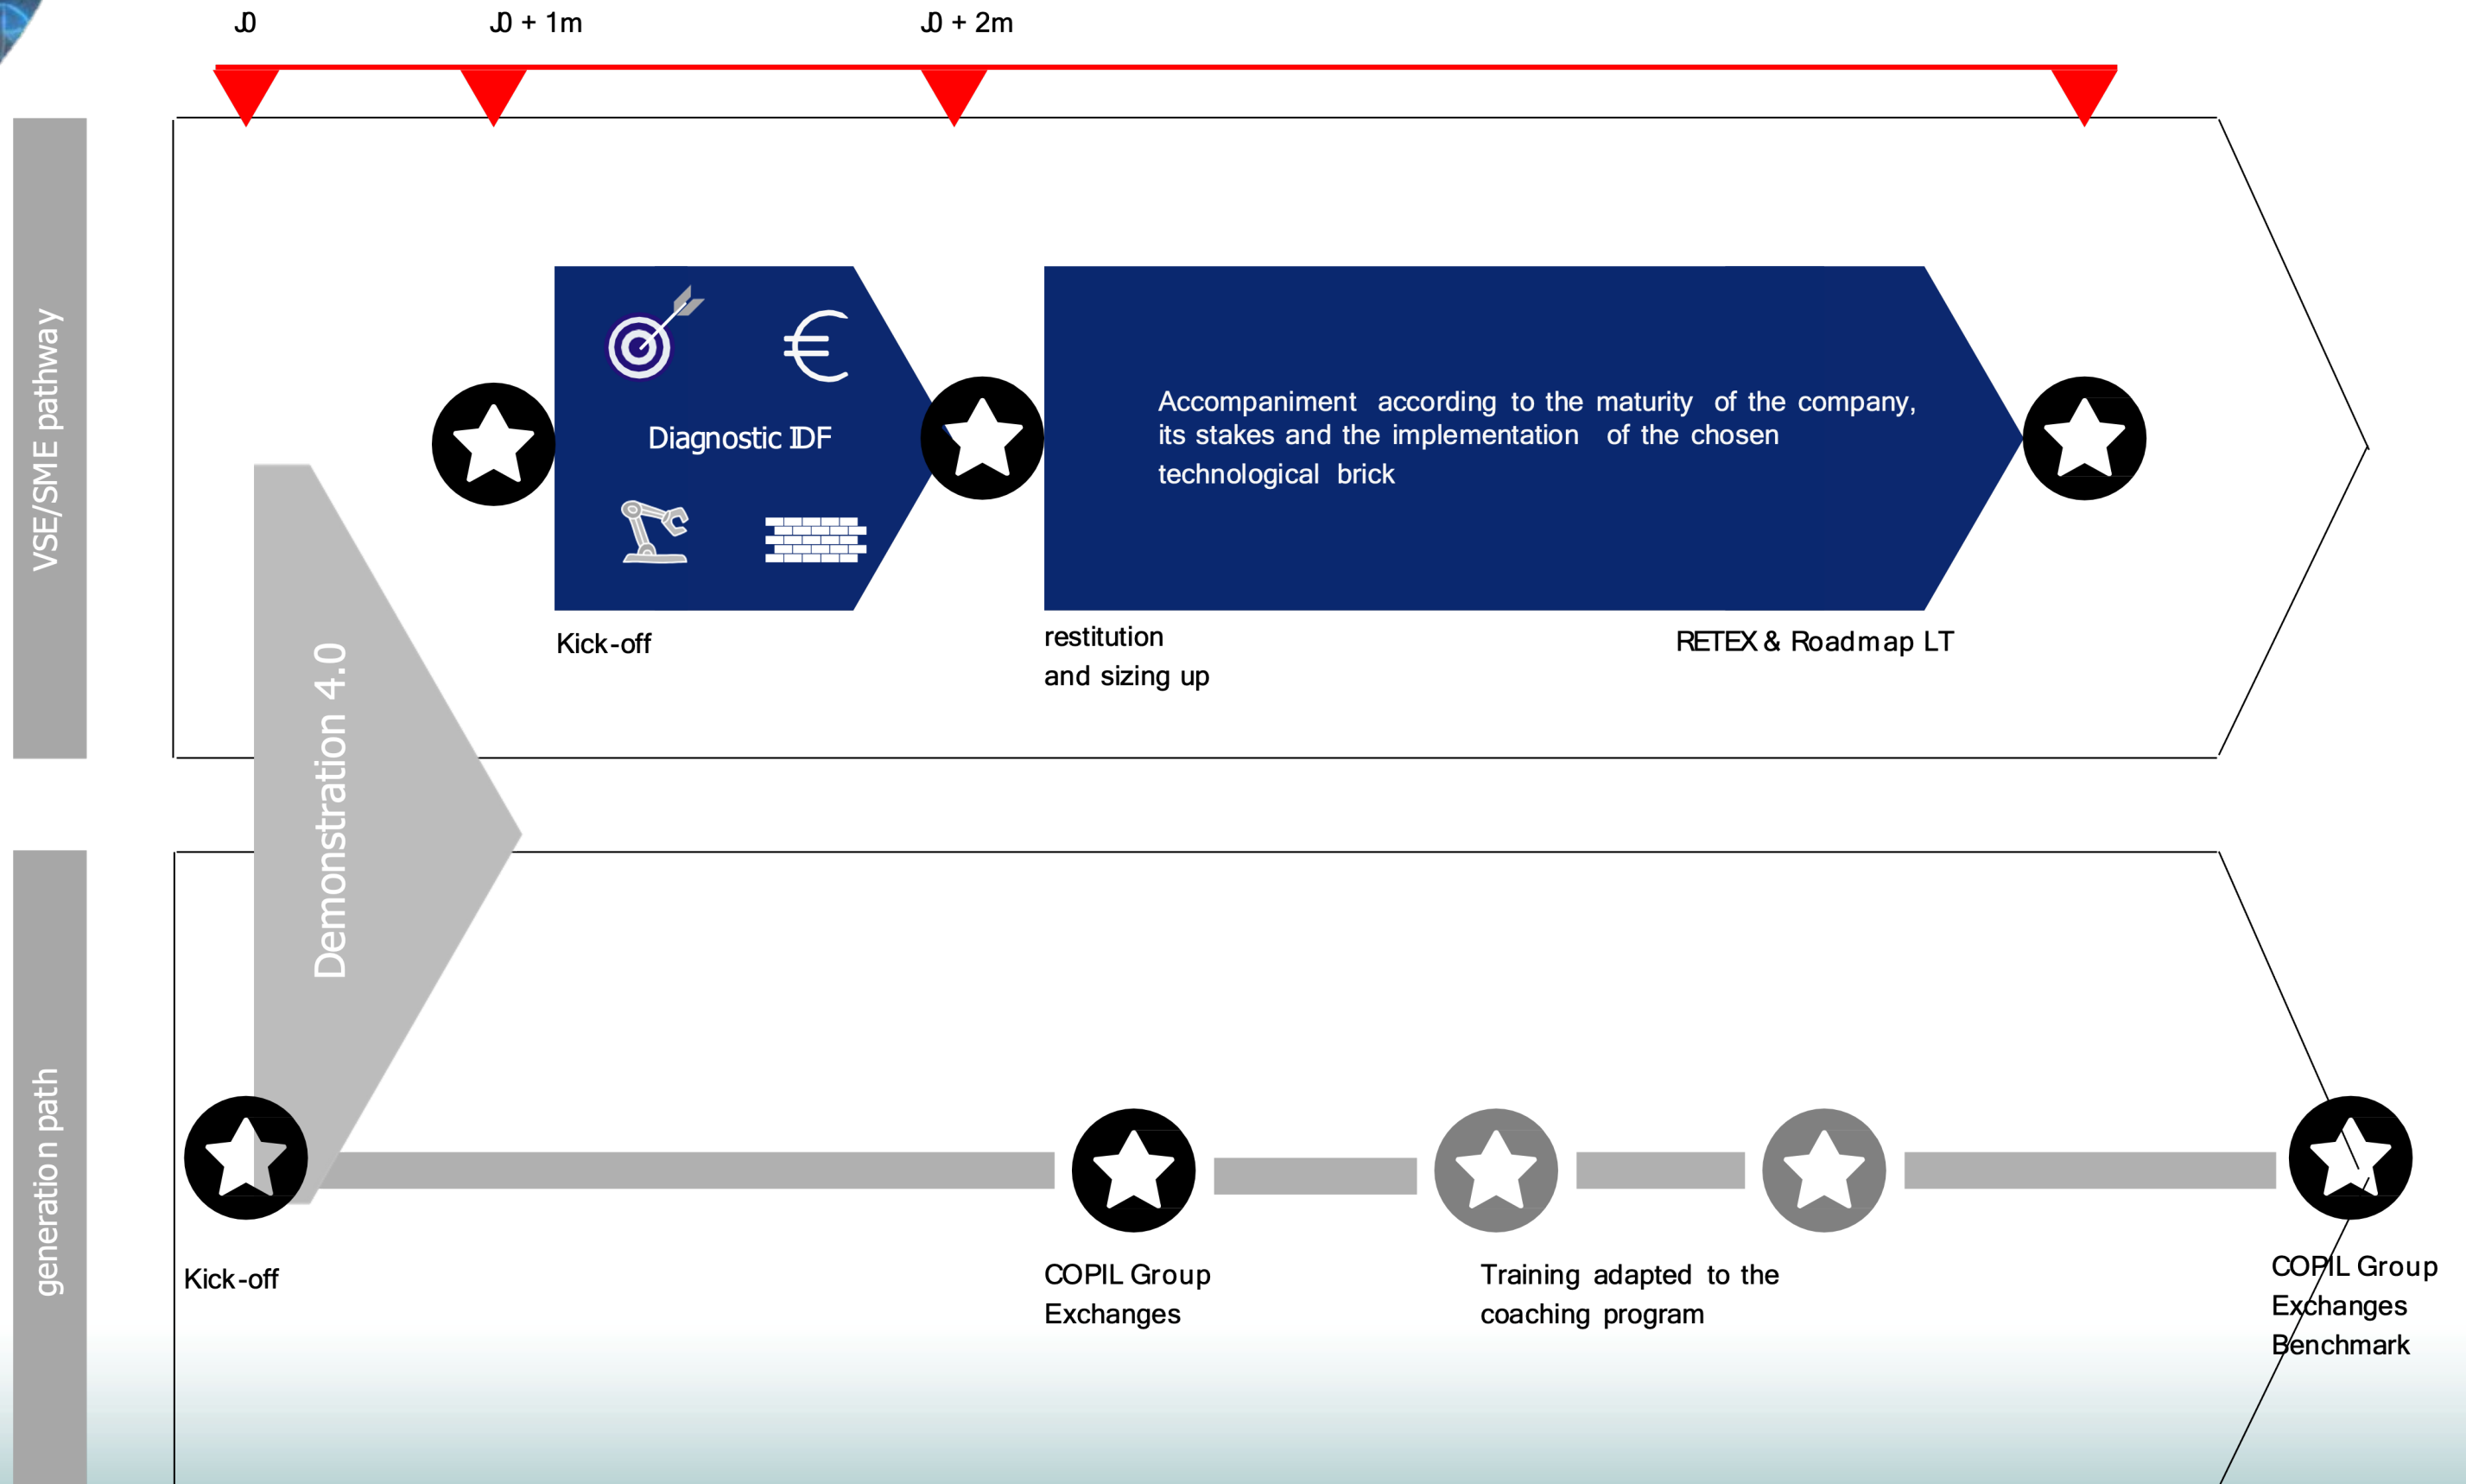 J0
J0 + 1m
J0 + 2m
VSE/SME pathway
Diagnostic IDF
Accompaniment according to the maturity of the company,
its stakes and the implementation of the chosen
technological brick
Kick-off
restitution
and sizing up
RETEX & Roadmap LT
Demonstration 4.0
generation path
Kick-off
COPIL Group
Exchanges
Training adapted to the
coaching program
COPIL Group
Exchanges
Benchmark